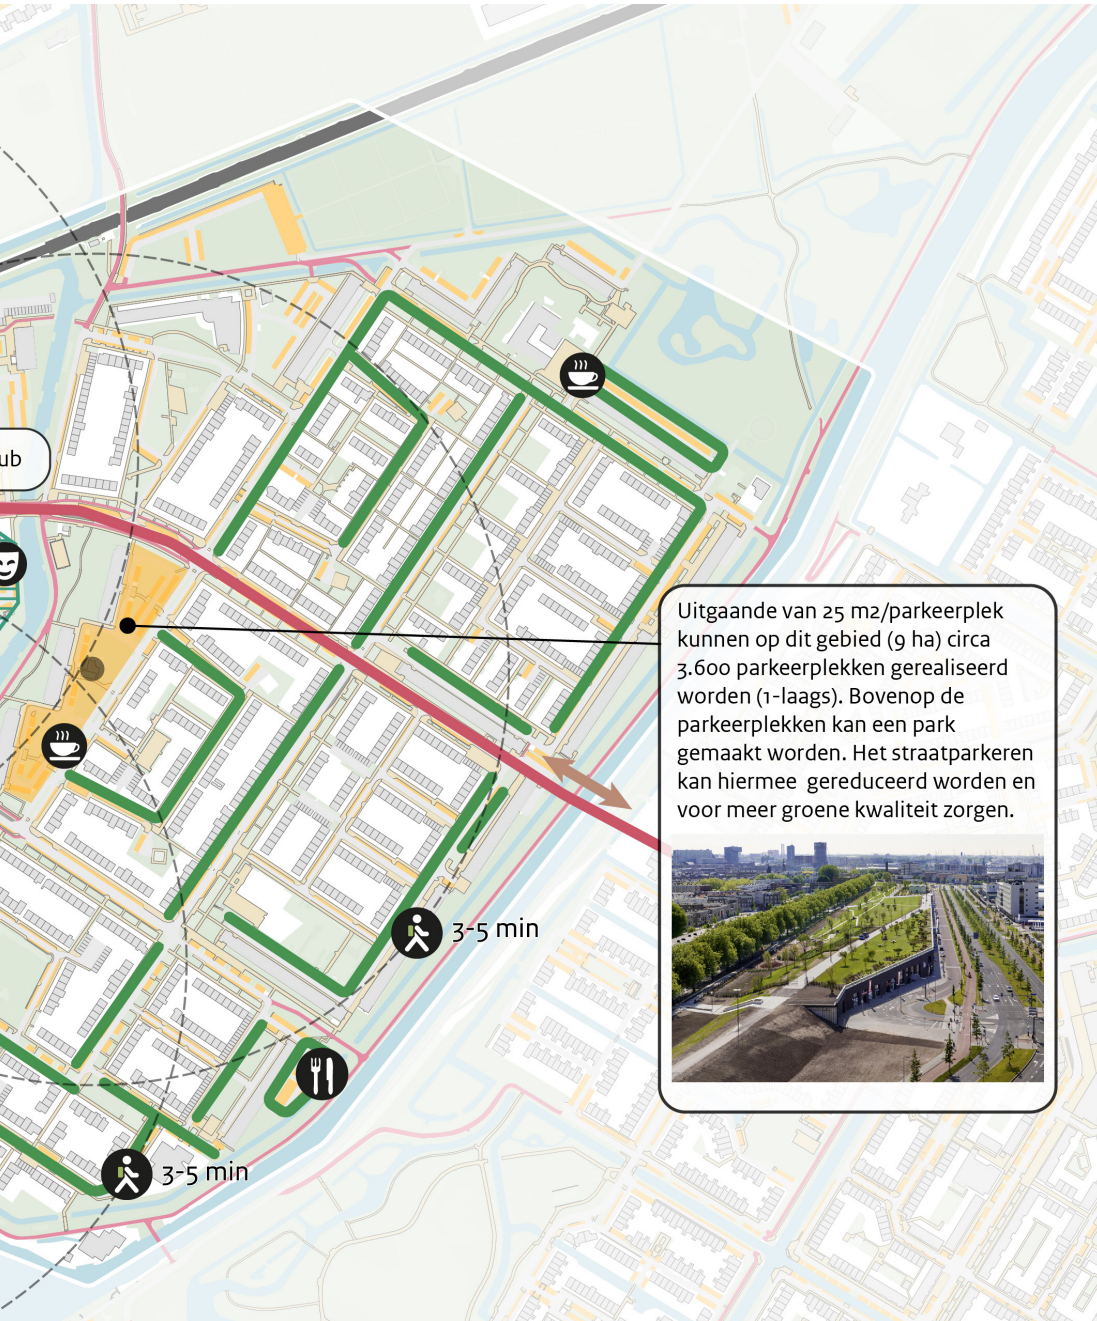 ub
Uitgaande van 25 m2/parkeerplek
kunnen op dit gebied (9 ha) circa
3.600 parkeerplekken gerealiseerd
worden (1-laags). Bovenop de
parkeerplekken kan een park
gemaakt worden. Het straatparkeren
kan hiermee gereduceerd worden en
voor meer groene kwaliteit zorgen.
3-5 min
3-5 min